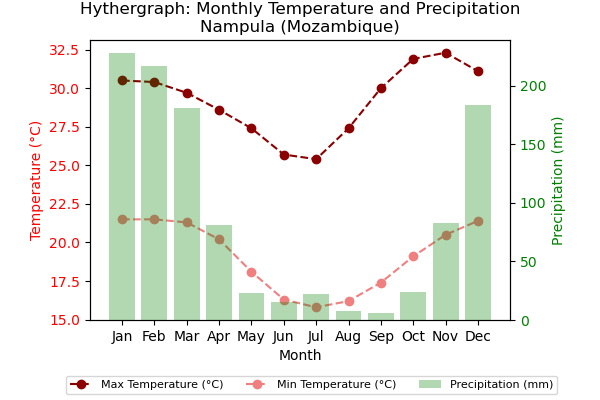 Hythergraph: Monthly Temperature and Precipitation
Nampula (Mozambique)
32.5
30.0
27.5
25.0
22.5
20.0
17.5
15.0
Temperature (°C)
200
150
100
50
0
Precipitation (mm)
Jan Feb Mar Apr May Jun Jul Aug Sep Oct Nov Dec
Month
Max Temperature (°C) Min Temperature (°C) Precipitation (mm)